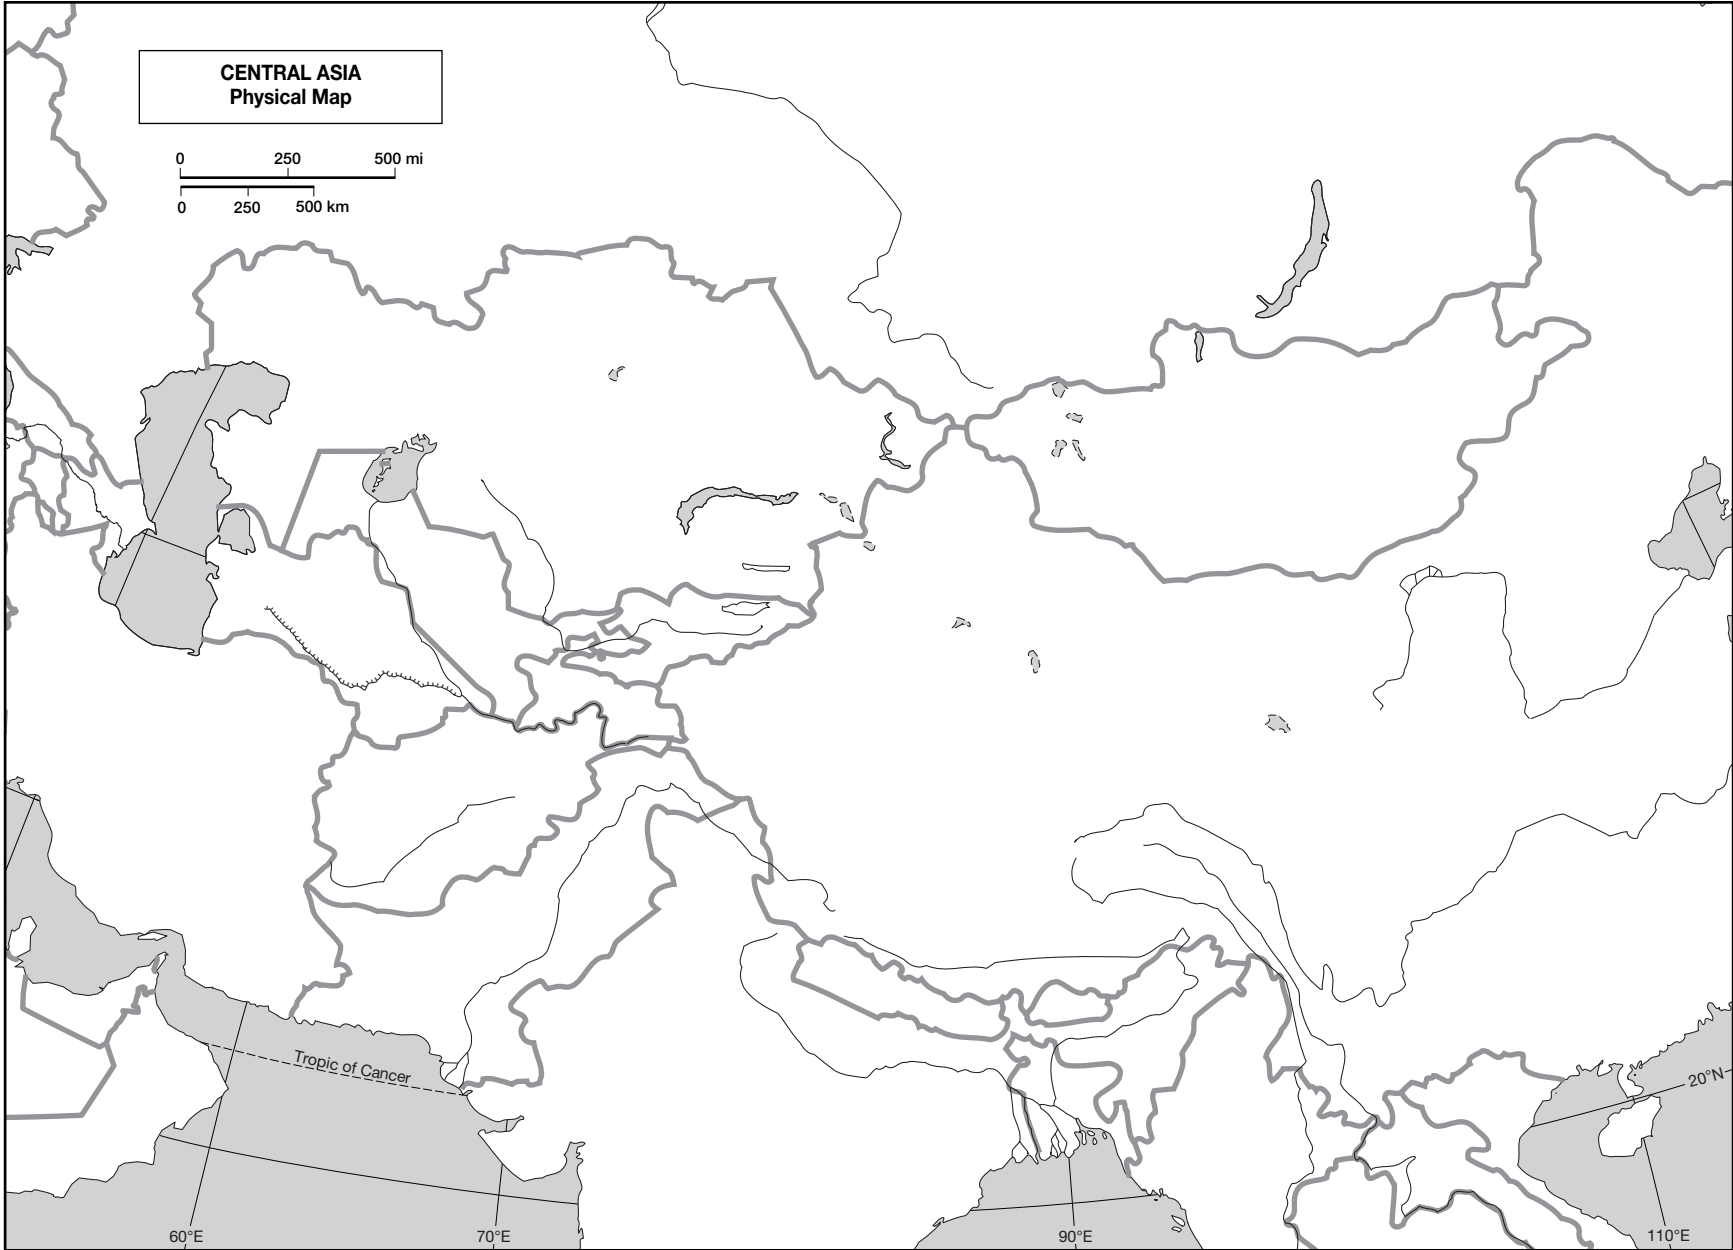 CENTRAL ASIA
Physical Map
0 250 500 mi
0 250 500 km
Tropic of Cancer
20°N
60°E
70°E
90°E
110°E